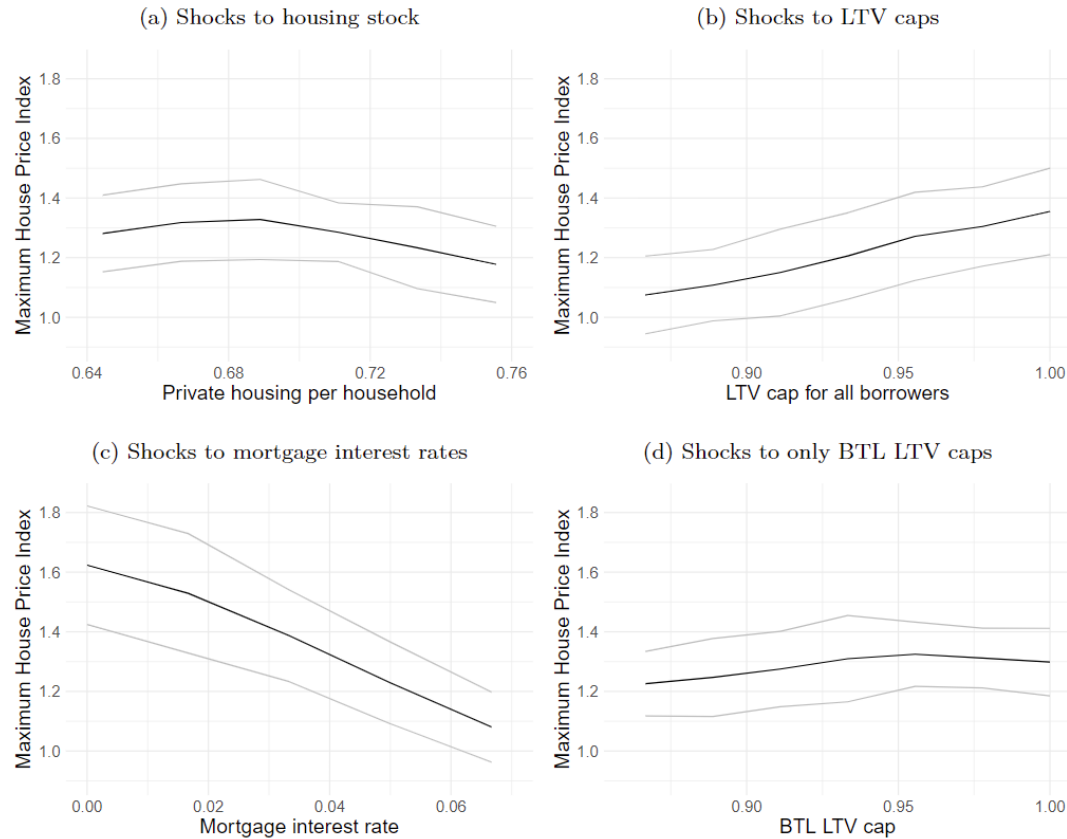 (a) Shocks to housing stock
Maximum House Price Index
1.8
1.6
1.4
1.2
1.0
0.64
0.68
0.72
0.76
Private housing per household
(b) Shocks to LTV caps
Maximum House Price Index
1.8
1.6
1.4
1.2
1.0
0.90
0.95
1.00
LTV cap for all borrowers
(c) Shocks to mortgage interest rates
Maximum House Price Index
1.8
1.6
1.4
1.2
1.0
0.00
0.02
0.04
0.06
Mortgage interest rate
(d) Shocks to only BTL LTV caps
Maximum House Price Index
1.8
1.6
1.4
1.2
1.0
0.90
0.95
1.00
BTL LTV cap